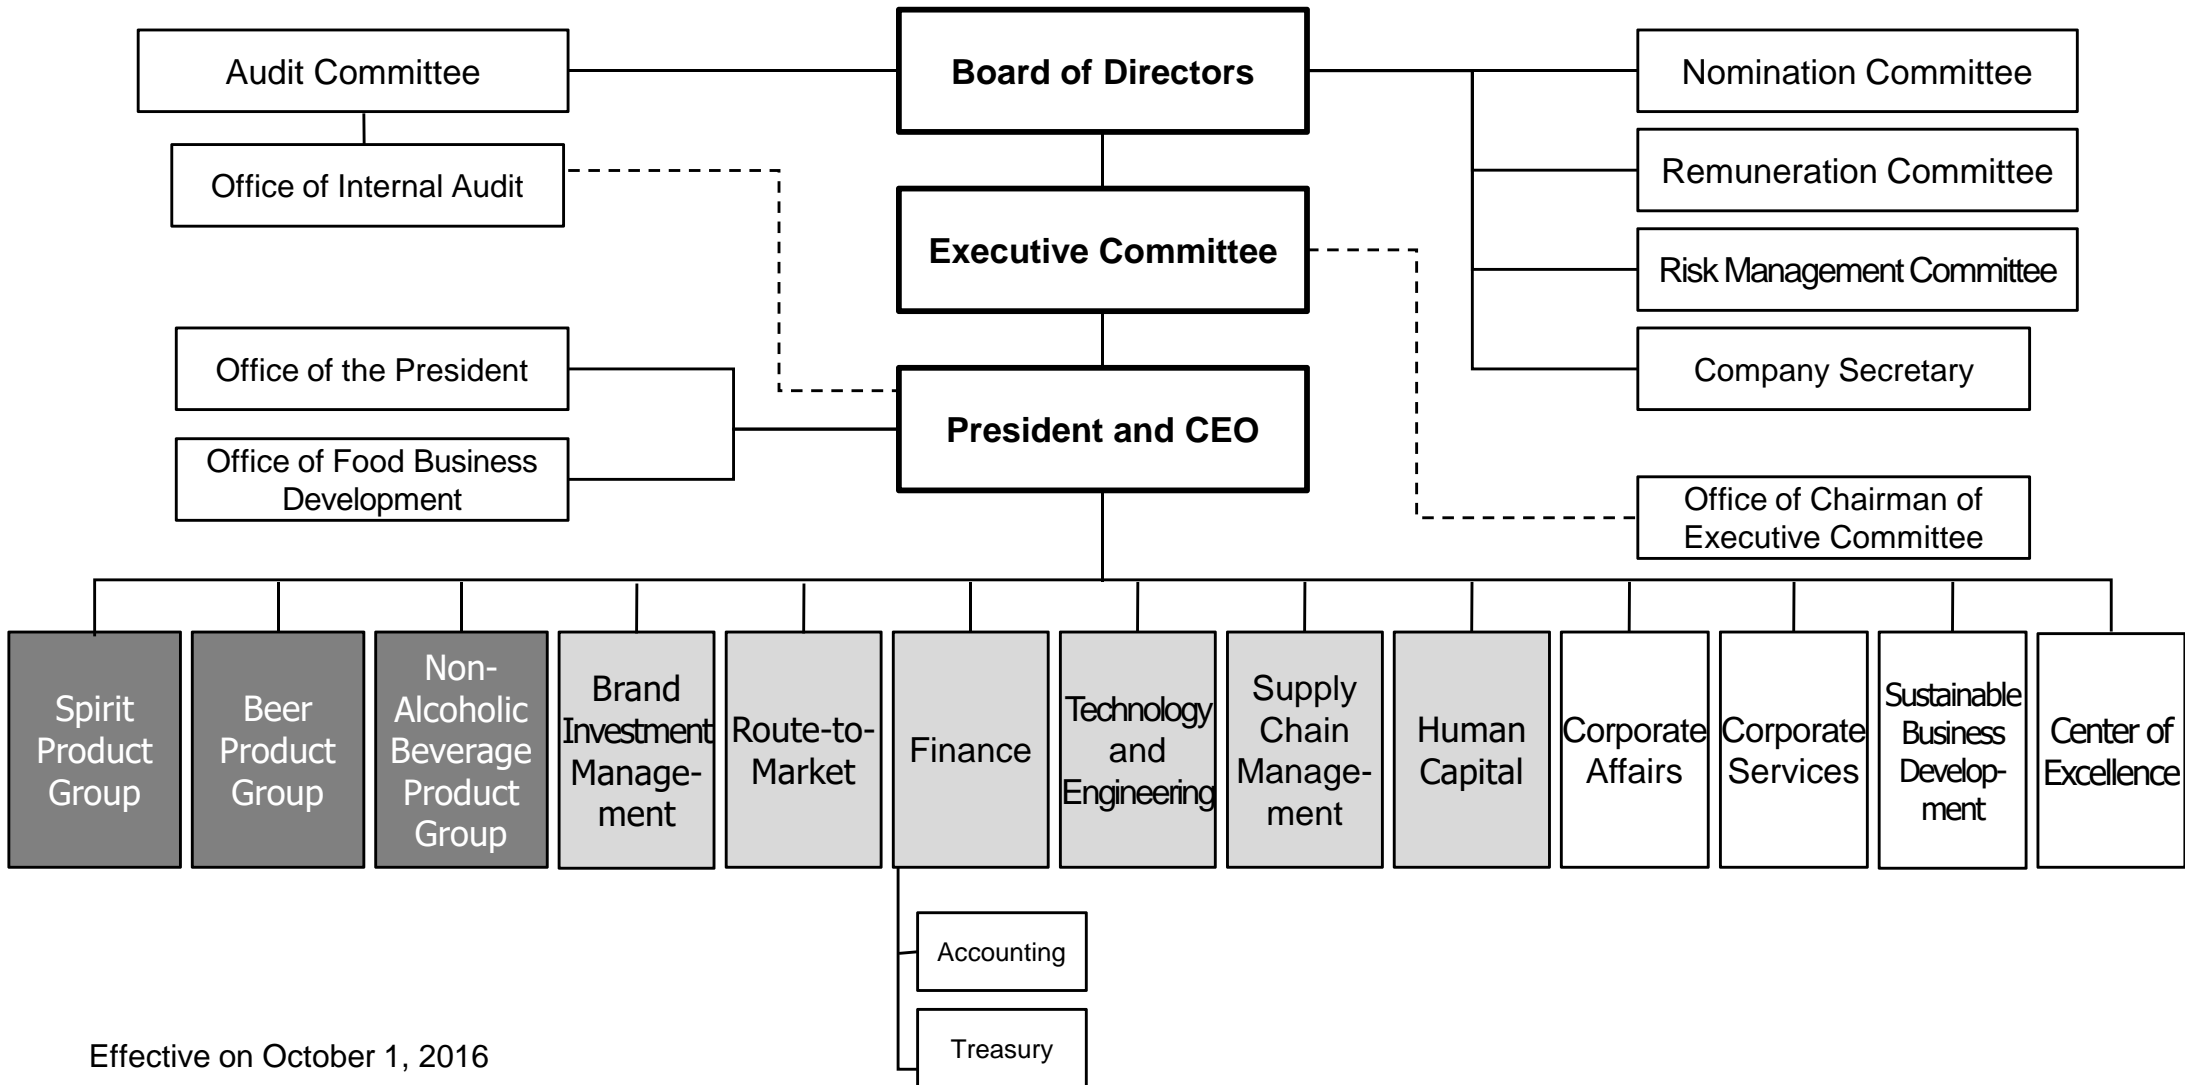 Audit Committee
Board of Directors
Nomination Committee
Office of Internal Audit
Remuneration Committee
Executive Committee
Risk Management Committee
Office of the President
Company Secretary
President and CEO
Office of Food Business
Development
Office of Chairman of
Executive Committee
Spirit
Product
Group
Beer
Product
Group
Non-
Alcoholic
Beverage
Product
Group
Brand
Investment
Manage-
ment
Route-to-
Market
Finance
Technology
and
Engineering
Supply
Chain
Manage-
ment
Human
Capital
Corporate
Affairs
Corporate
Services
Sustainable
Business
Develop-
ment
Center of
Excellence
Accounting
Treasury
Effective on October 1, 2016